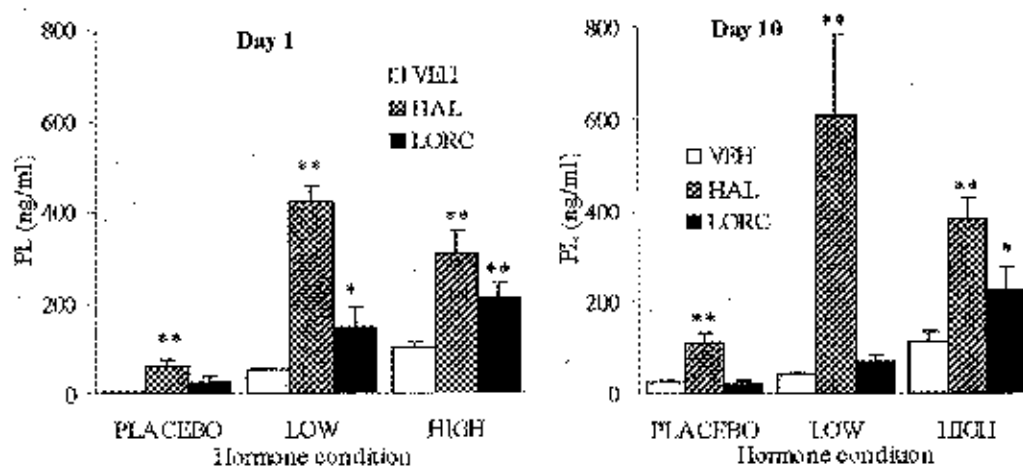 Day 1
VEH
HAL
LORC
PL (ng/ml)
800
600
400
200
0
**
**
*
**
**
PLACEBO
LOW
HIGH
Hormone condition
Day 10
VEH
HAL
LORC
PL (ng/ml)
800
600
400
200
0
**
**
**
*
PLACEBO
LOW
HIGH
Hormone condition